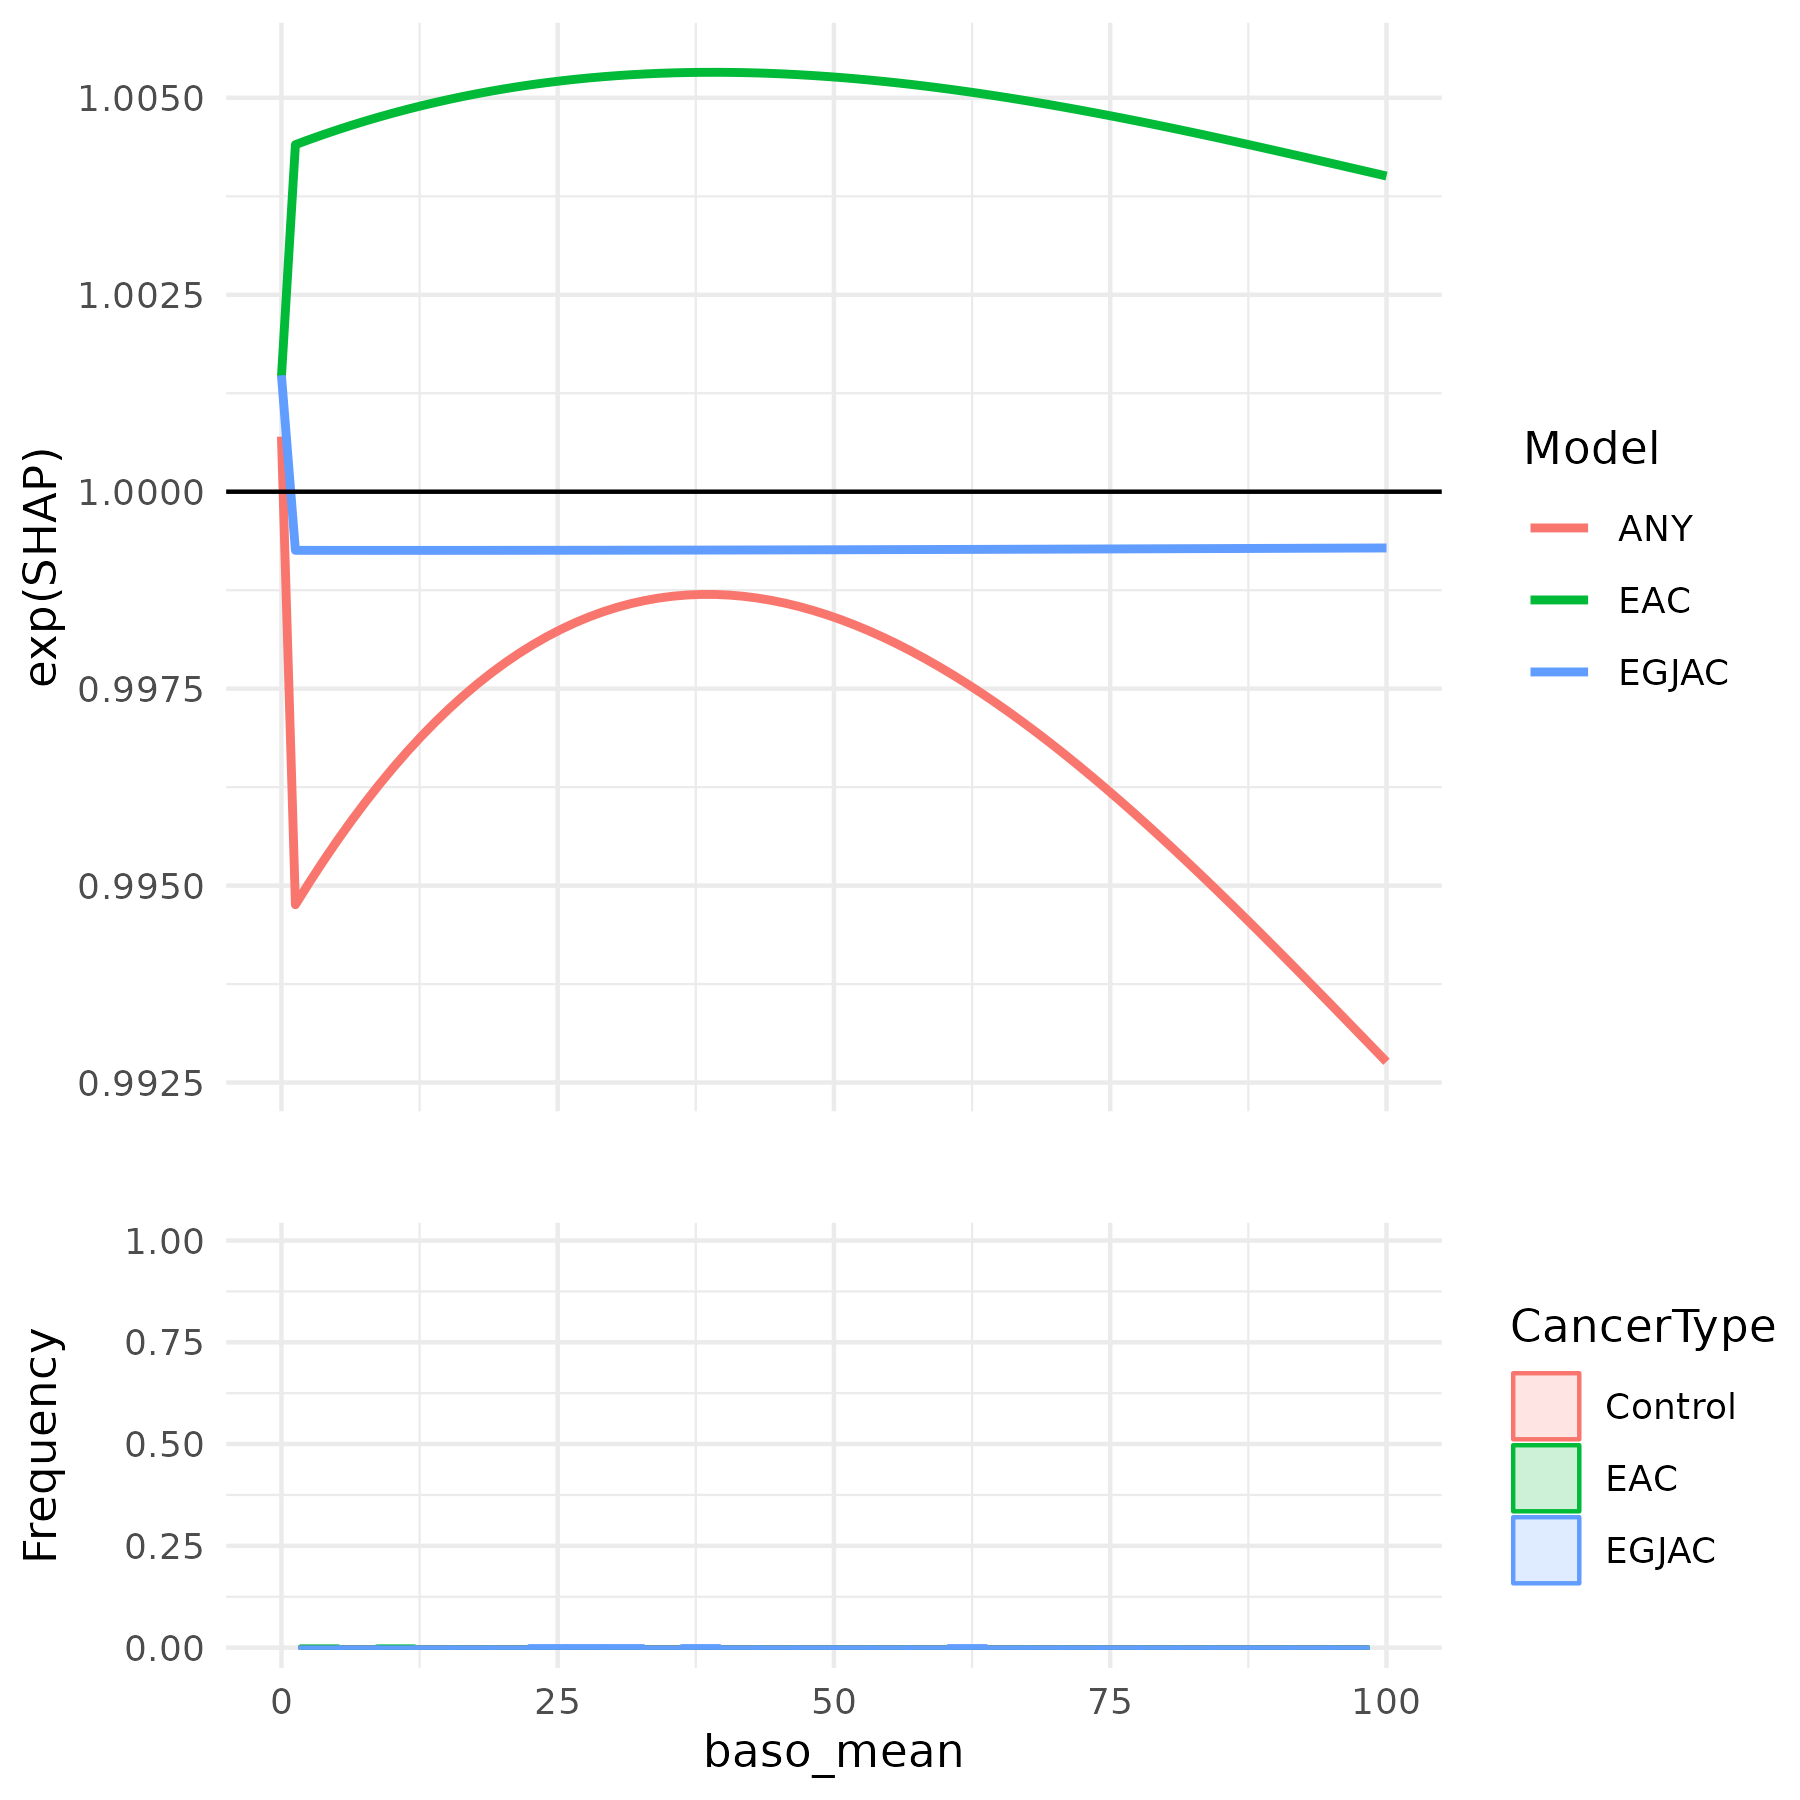 exp(SHAP)
1.0050
1.0025
1.0000
0.9975
0.9950
0.9925
Model
ANY
EAC
EGJAC
Frequency
1.00
0.75
0.50
0.25
0.00
0 25 50 75 100
baso_mean
CancerType
Control
EAC
EGJAC